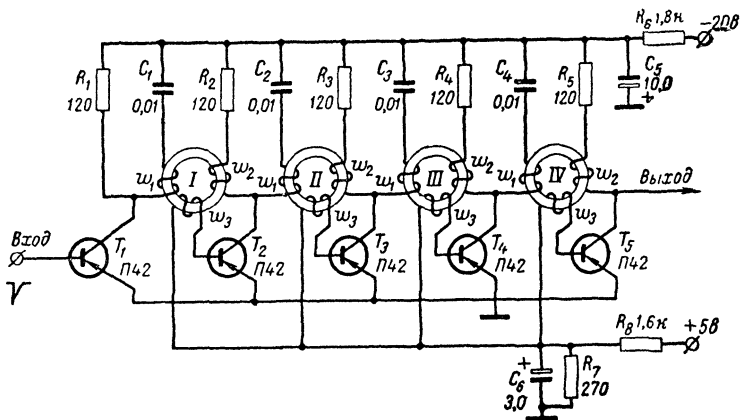 R₆ 1,8к
-20В
R₁
120
C₁
0,01
R₂
120
C₂
0,01
R₃
120
C₃
0,01
R₄
120
C₄
0,01
R₅
120
C₅
10,0
+
w₁
I
w₂
w₃
w₁
II
w₂
w₃
w₁
III
w₂
w₃
w₁
IV
w₂
w₃
Выход
Вход
T₁
П42
T₂
П42
T₃
П42
T₄
П42
T₅
П42
R₈ 1,6к
+5В
+
C₆
3,0
R₇
270